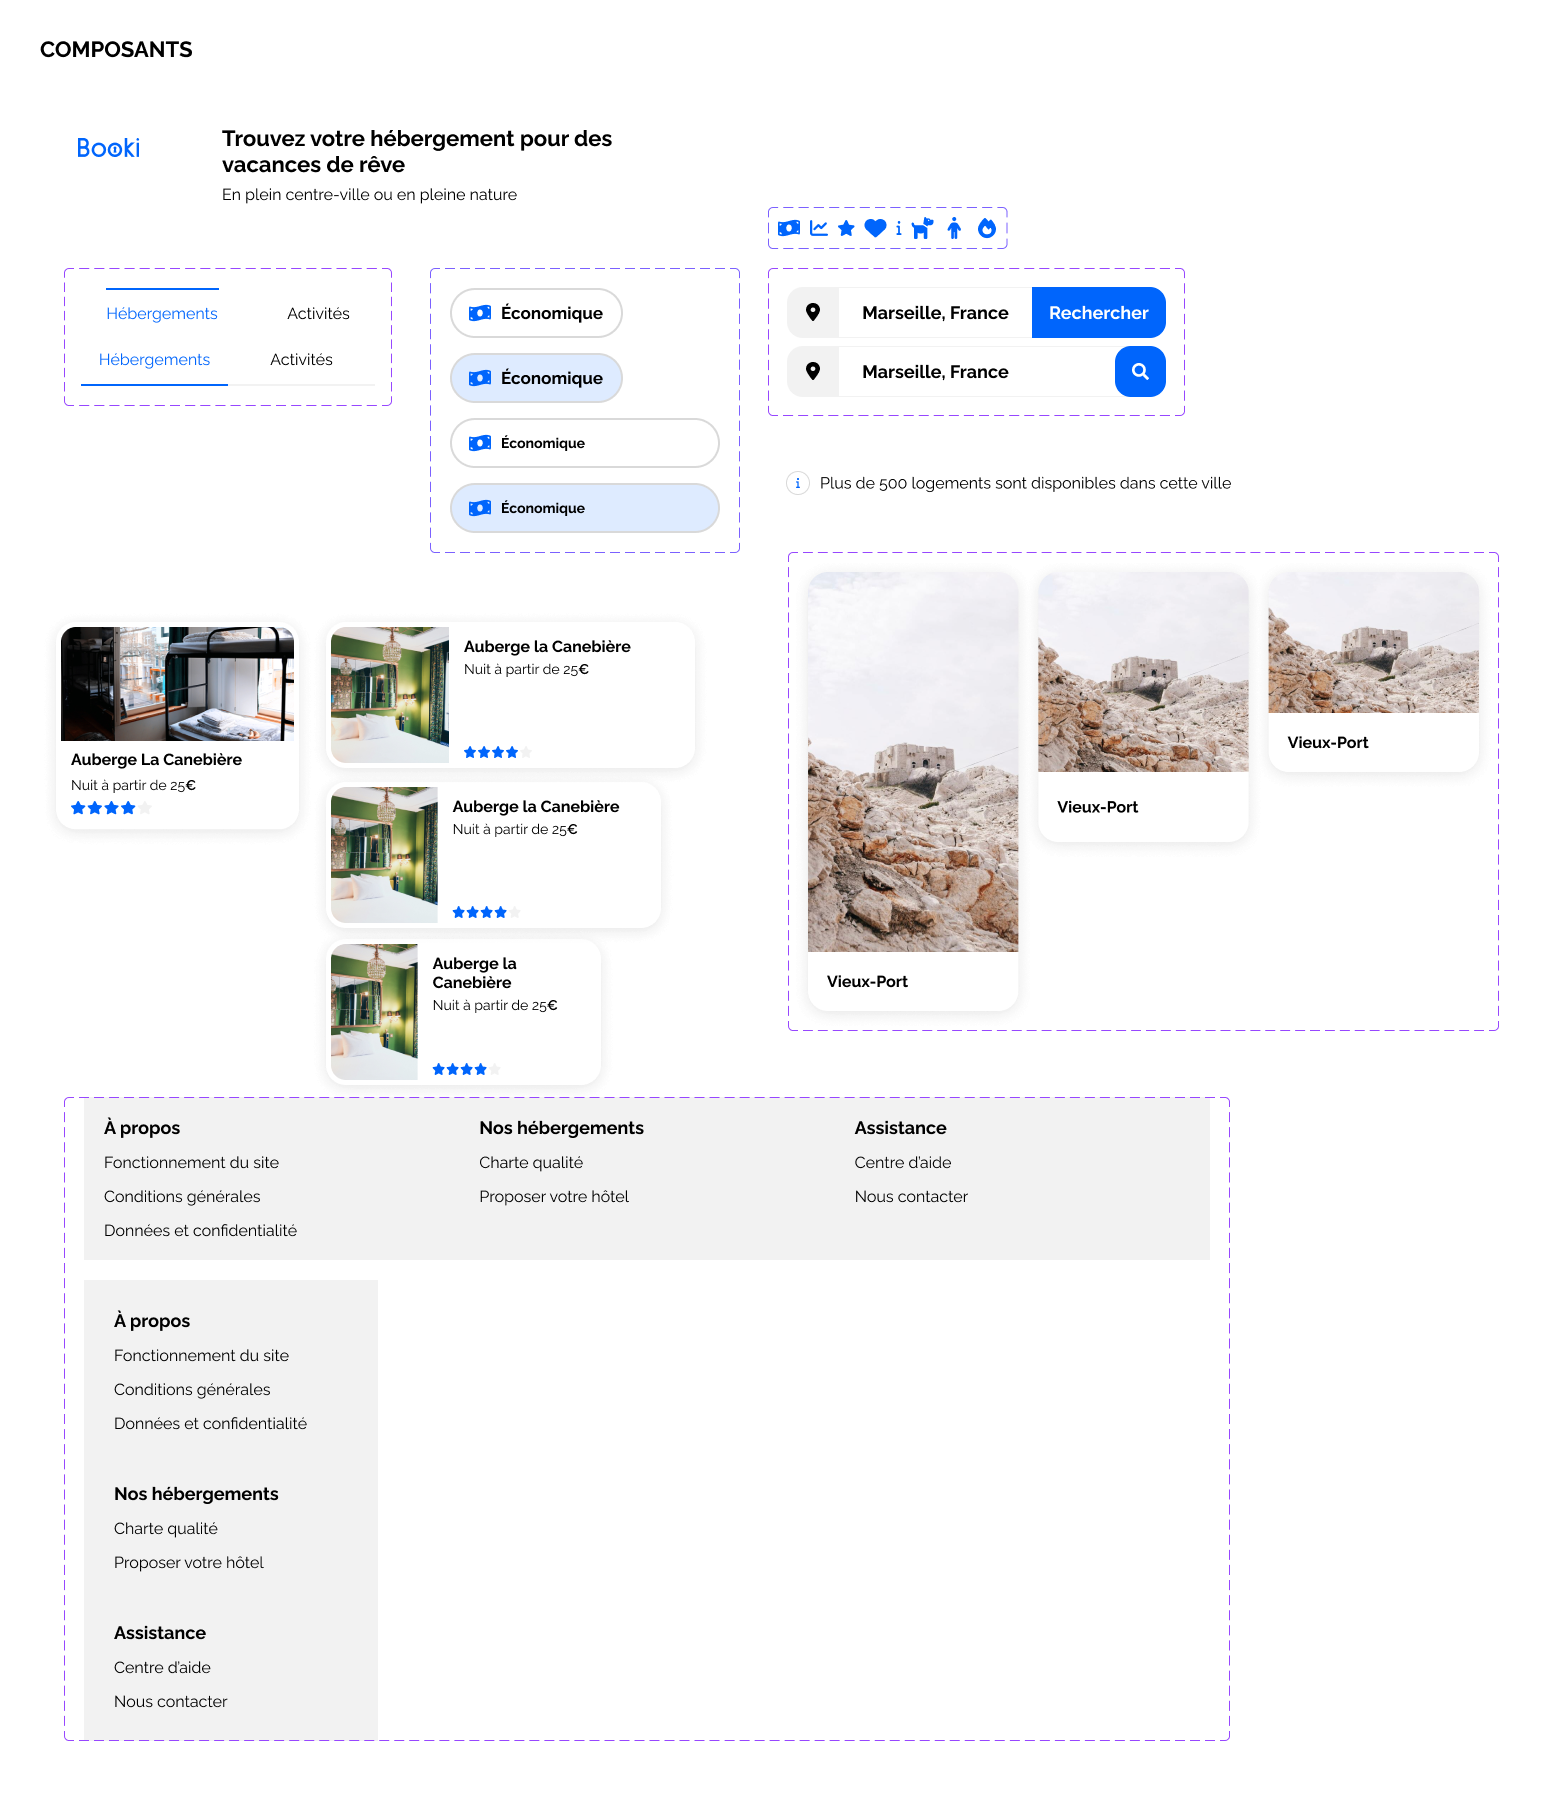 COMPOSANTS
Booki
Trouvez votre hébergement pour des
vacances de rêve
En plein centre-ville ou en pleine nature
Hébergements
Activités
Hébergements
Activités
Économique
Économique
Économique
Économique
Marseille, France
Rechercher
Marseille, France
Plus de 500 logements sont disponibles dans cette ville
Auberge La Canebière
Nuit à partir de 25€
Auberge la Canebière
Nuit à partir de 25€
Auberge la Canebière
Nuit à partir de 25€
Auberge la
Canebière
Nuit à partir de 25€
Vieux-Port
Vieux-Port
Vieux-Port
À propos
Fonctionnement du site
Conditions générales
Données et confidentialité
Nos hébergements
Charte qualité
Proposer votre hôtel
Assistance
Centre d'aide
Nous contacter
À propos
Fonctionnement du site
Conditions générales
Données et confidentialité
Nos hébergements
Charte qualité
Proposer votre hôtel
Assistance
Centre d'aide
Nous contacter